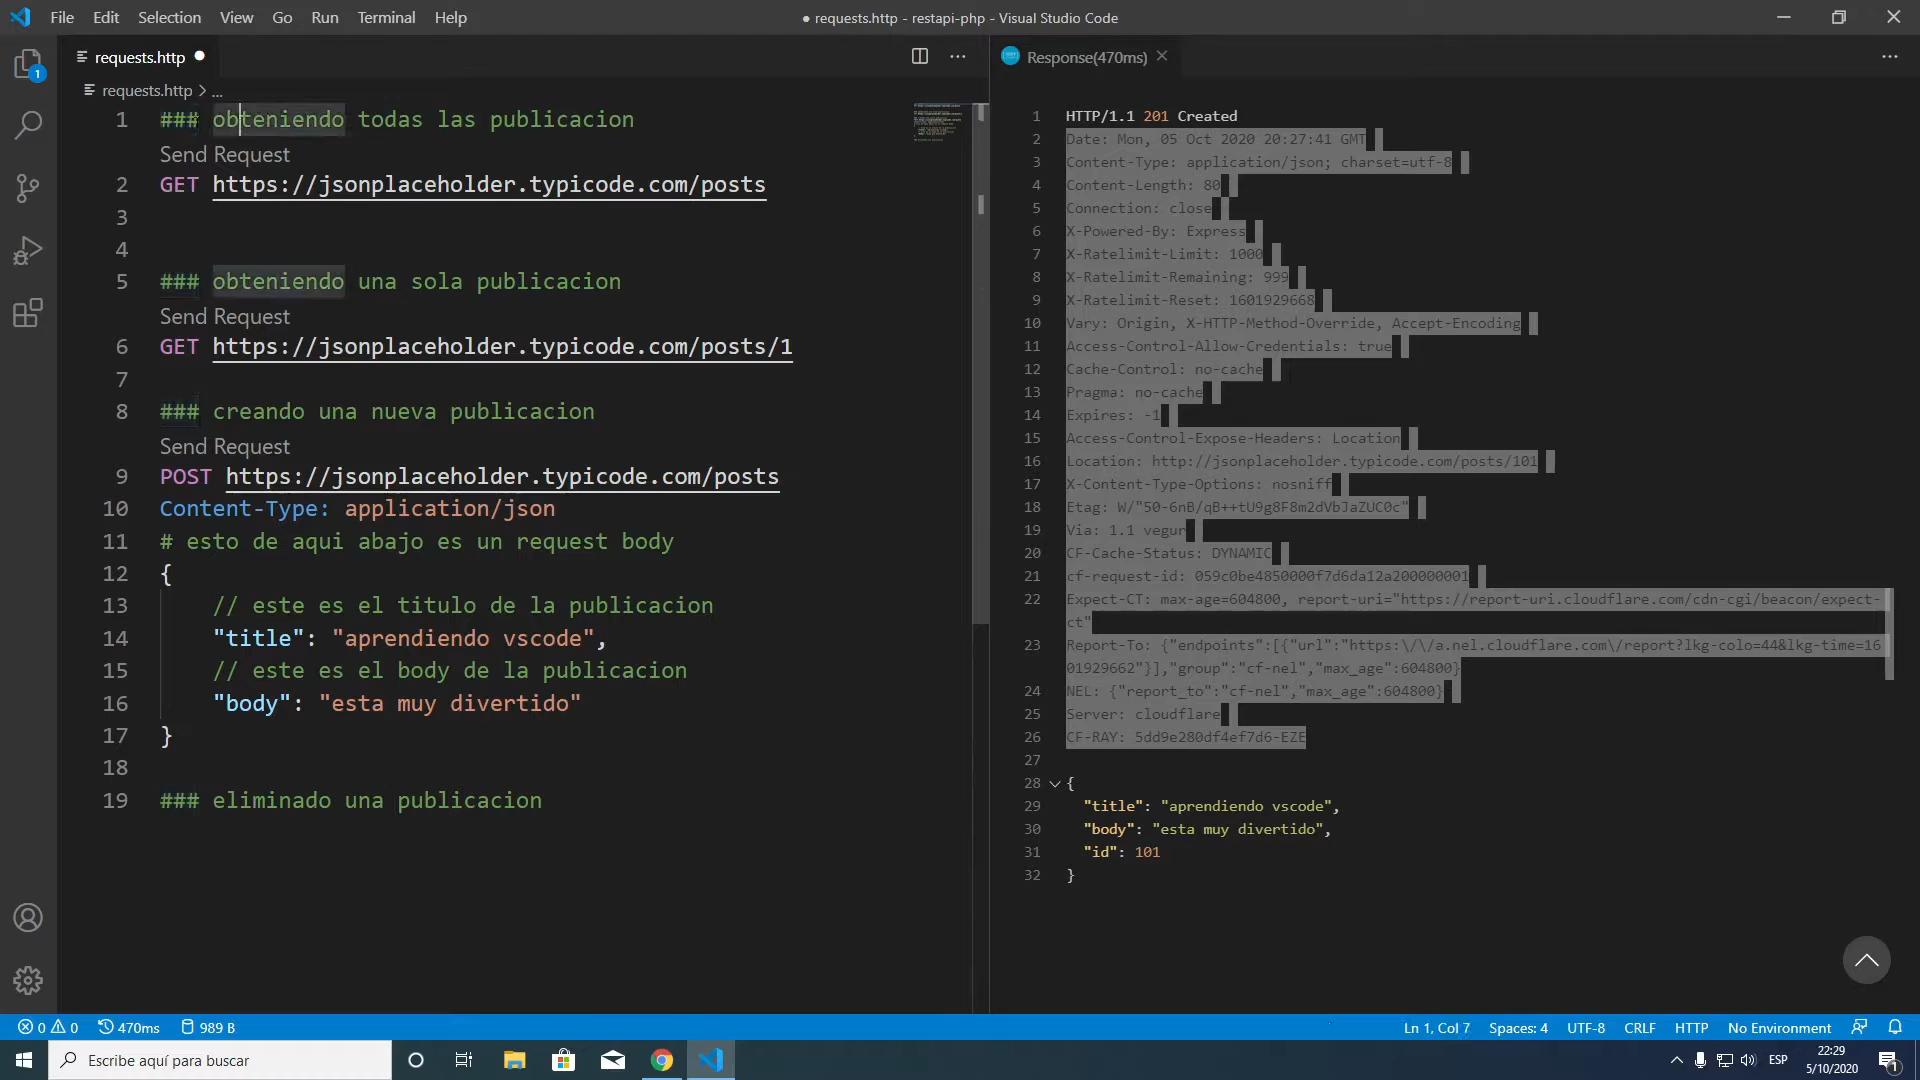 File Edit Selection View Go Run Terminal Help
● requests.http - restapi-php - Visual Studio Code
requests.http
Response(470ms)
requests.http > ...
1 ### obteniendo todas las publicacion
Send Request
2 GET https://jsonplaceholder.typicode.com/posts
3
4
5 ### obteniendo una sola publicacion
Send Request
6 GET https://jsonplaceholder.typicode.com/posts/1
7
8 ### creando una nueva publicacion
Send Request
9 POST https://jsonplaceholder.typicode.com/posts
10 Content-Type: application/json
11 # esto de aqui abajo es un request body
12 {
13 // este es el titulo de la publicacion
14 "title": "aprendiendo vscode",
15 // este es el body de la publicacion
16 "body": "esta muy divertido"
17 }
18
19 ### eliminado una publicacion
1 HTTP/1.1 201 Created
2 Date: Mon, 05 Oct 2020 20:27:41 GMT
3 Content-Type: application/json; charset=utf-8
4 Content-Length: 80
5 Connection: close
6 X-Powered-By: Express
7 X-Ratelimit-Limit: 1000
8 X-Ratelimit-Remaining: 999
9 X-Ratelimit-Reset: 1601929668
10 Vary: Origin, X-HTTP-Method-Override, Accept-Encoding
11 Access-Control-Allow-Credentials: true
12 Cache-Control: no-cache
13 Pragma: no-cache
14 Expires: -1
15 Access-Control-Expose-Headers: Location
16 Location: http://jsonplaceholder.typicode.com/posts/101
17 X-Content-Type-Options: nosniff
18 Etag: W/"50-6nB/qB++tU9g8F8m2dVbJaZUC0c"
19 Via: 1.1 vegur
20 CF-Cache-Status: DYNAMIC
21 cf-request-id: 059c0be4850000f7d6da12a200000001
22 Expect-CT: max-age=604800, report-uri="https://report-uri.cloudflare.com/cdn-cgi/beacon/expect-
ct"
23 Report-To: {"endpoints":[{"url":"https:\/\/a.nel.cloudflare.com\/report?lkg-colo=44&lkg-time=16
01929662"}],"group":"cf-nel","max_age":604800}
24 NEL: {"report_to":"cf-nel","max_age":604800}
25 Server: cloudflare
26 CF-RAY: 5dd9e280df4ef7d6-EZE
27
28 {
29 "title": "aprendiendo vscode",
30 "body": "esta muy divertido",
31 "id": 101
32 }
1
0 0 470ms 989 B
Ln 1, Col 7 Spaces: 4 UTF-8 CRLF HTTP No Environment
Escribe aquí para buscar
ESP
22:29
5/10/2020
1